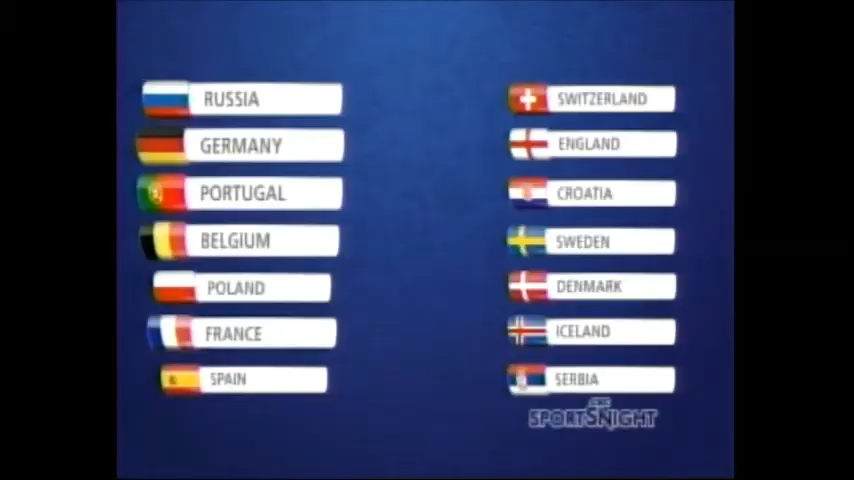 RUSSIA
GERMANY
PORTUGAL
BELGIUM
POLAND
FRANCE
SPAIN
SWITZERLAND
ENGLAND
CROATIA
SWEDEN
DENMARK
ICELAND
SERBIA
SPORTSNIGHT